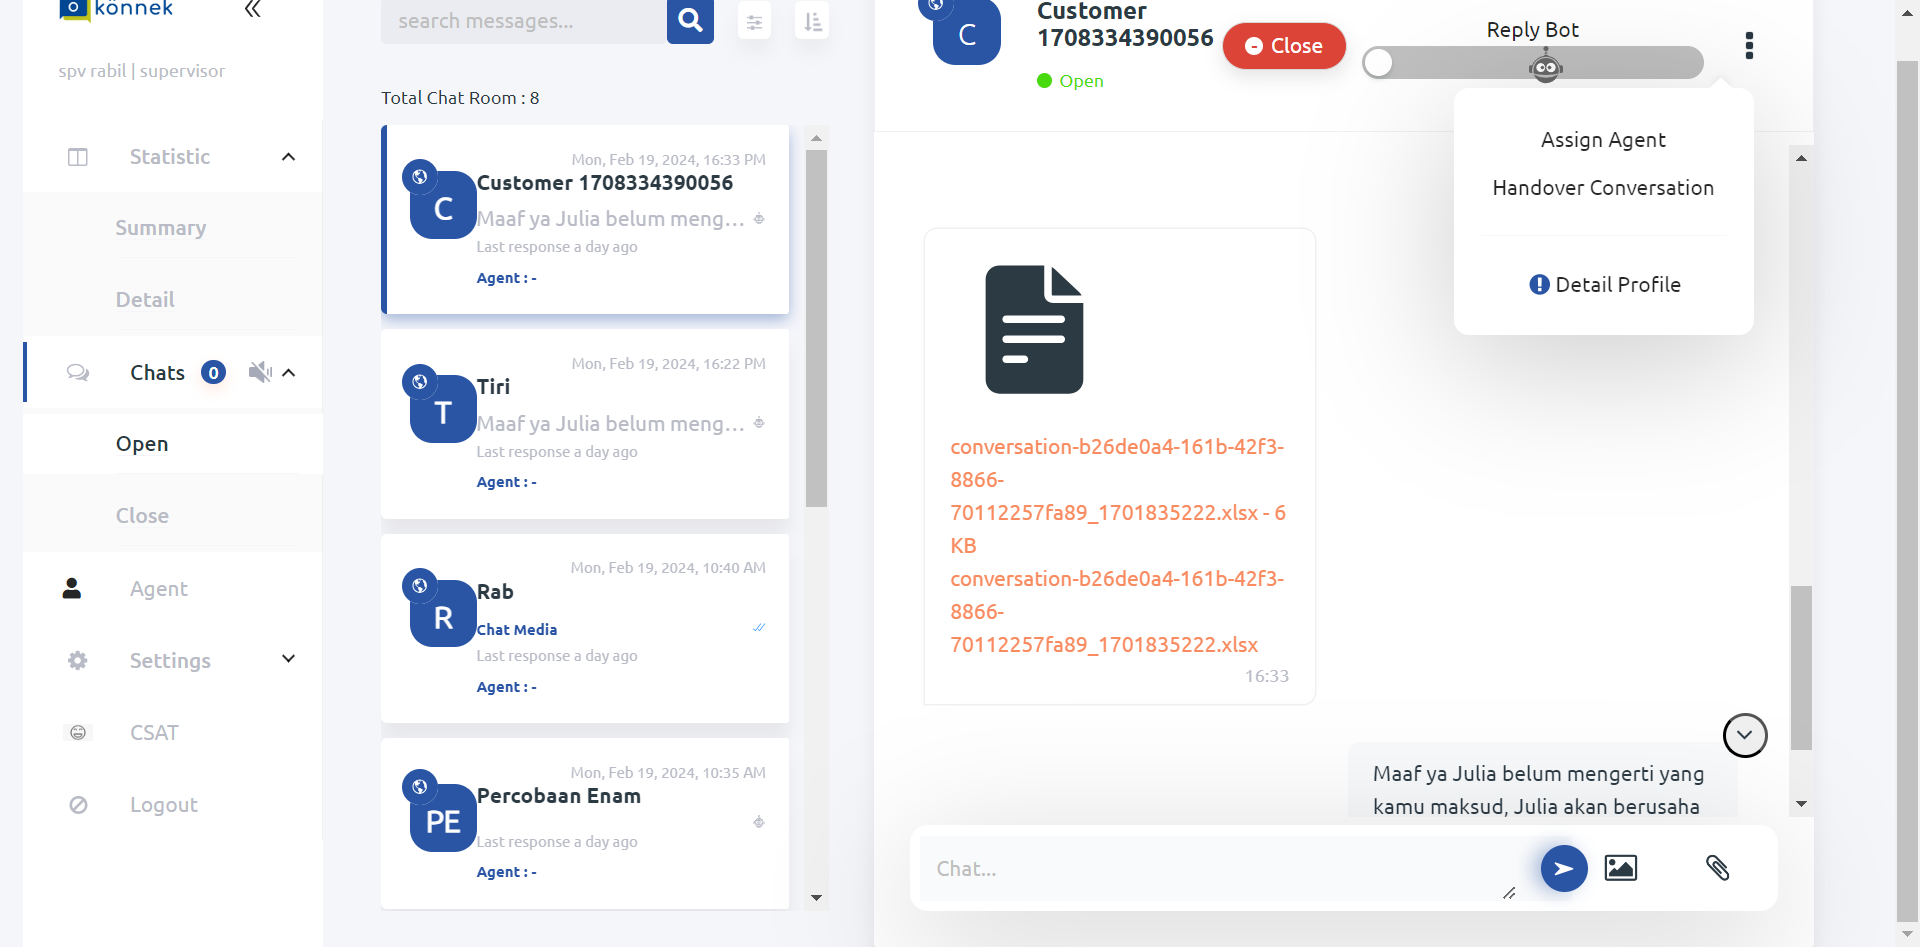 könnek
spv rabil | supervisor
Statistic
Summary
Detail
Chats 0
Open
Close
Agent
Settings
CSAT
Logout
search messages...
Total Chat Room : 8
Mon, Feb 19, 2024, 16:33 PM
C
Customer 1708334390056
Maaf ya Julia belum meng...
Last response a day ago
Agent : -
Mon, Feb 19, 2024, 16:22 PM
T
Tiri
Maaf ya Julia belum meng...
Last response a day ago
Agent : -
Mon, Feb 19, 2024, 10:40 AM
R
Rab
Chat Media
Last response a day ago
Agent : -
Mon, Feb 19, 2024, 10:35 AM
PE
Percobaan Enam
Last response a day ago
Agent : -
C
Customer
1708334390056
Open
Close
Reply Bot
Assign Agent
Handover Conversation
Detail Profile
conversation-b26de0a4-161b-42f3-
8866-
70112257fa89_1701835222.xlsx - 6
KB
conversation-b26de0a4-161b-42f3-
8866-
70112257fa89_1701835222.xlsx
16:33
Maaf ya Julia belum mengerti yang
kamu maksud, Julia akan berusaha
Chat...